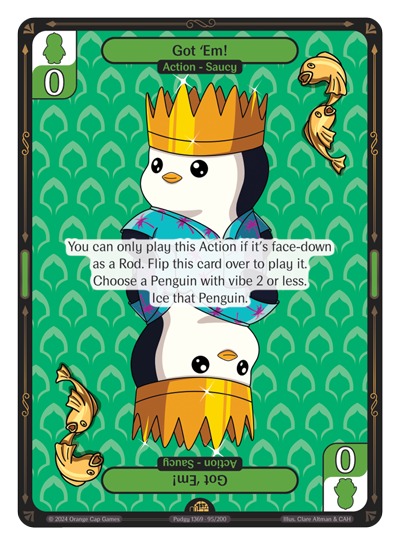 Got ‘Em!
Action - Saucy
0
You can only play this Action if it’s face-down
as a Rod. Flip this card over to play it.
Choose a Penguin with vibe 2 or less.
Ice that Penguin.
0
Action - Saucy
Got ‘Em!
© 2024 Orange Cap Games
Pudgy 1369 · 95/200
Illus. Clare Altman & CAH